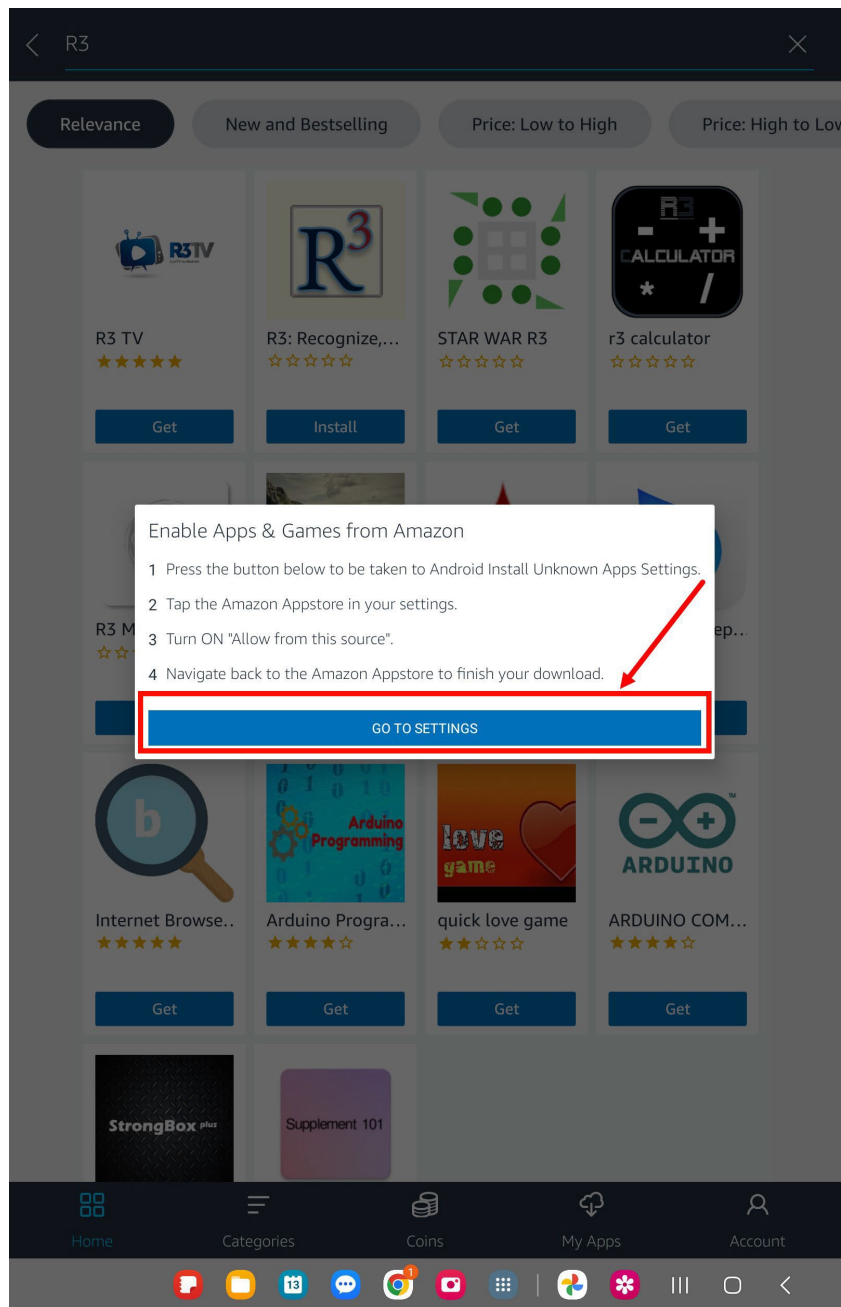 R3
Relevance
New and Bestselling
Price: Low to High
Price: High to Lov
R3TV
R3
R3
CALCULATOR
- + * /
R3 TV
R3: Recognize,...
STAR WAR R3
r3 calculator
Get
Install
Get
Get
Enable Apps & Games from Amazon
1 Press the button below to be taken to Android Install Unknown Apps Settings.
2 Tap the Amazon Appstore in your settings.
3 Turn ON "Allow from this source".
4 Navigate back to the Amazon Appstore to finish your download.
GO TO SETTINGS
R3 M
ep...
b
Arduino
Programming
love
game
ARDUINO
TM
Internet Browse..
Arduino Progra...
quick love game
ARDUINO COM...
Get
Get
Get
Get
StrongBox plus
Supplement 101
Home
Categories
Coins
My Apps
Account
13
1